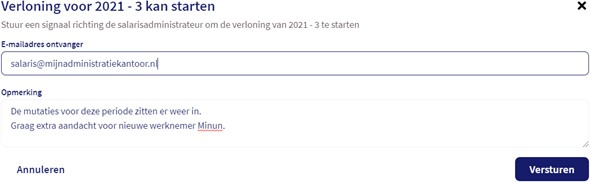 Verloning voor 2021 - 3 kan starten
Stuur een signaal richting de salarisadministrateur om de verloning van 2021 - 3 te starten
E-mailadres ontvanger
salaris@mijnadministratiekantoor.nl
Opmerking
De mutaties voor deze periode zitten er weer in.
Graag extra aandacht voor nieuwe werknemer Minun.
Annuleren
Versturen